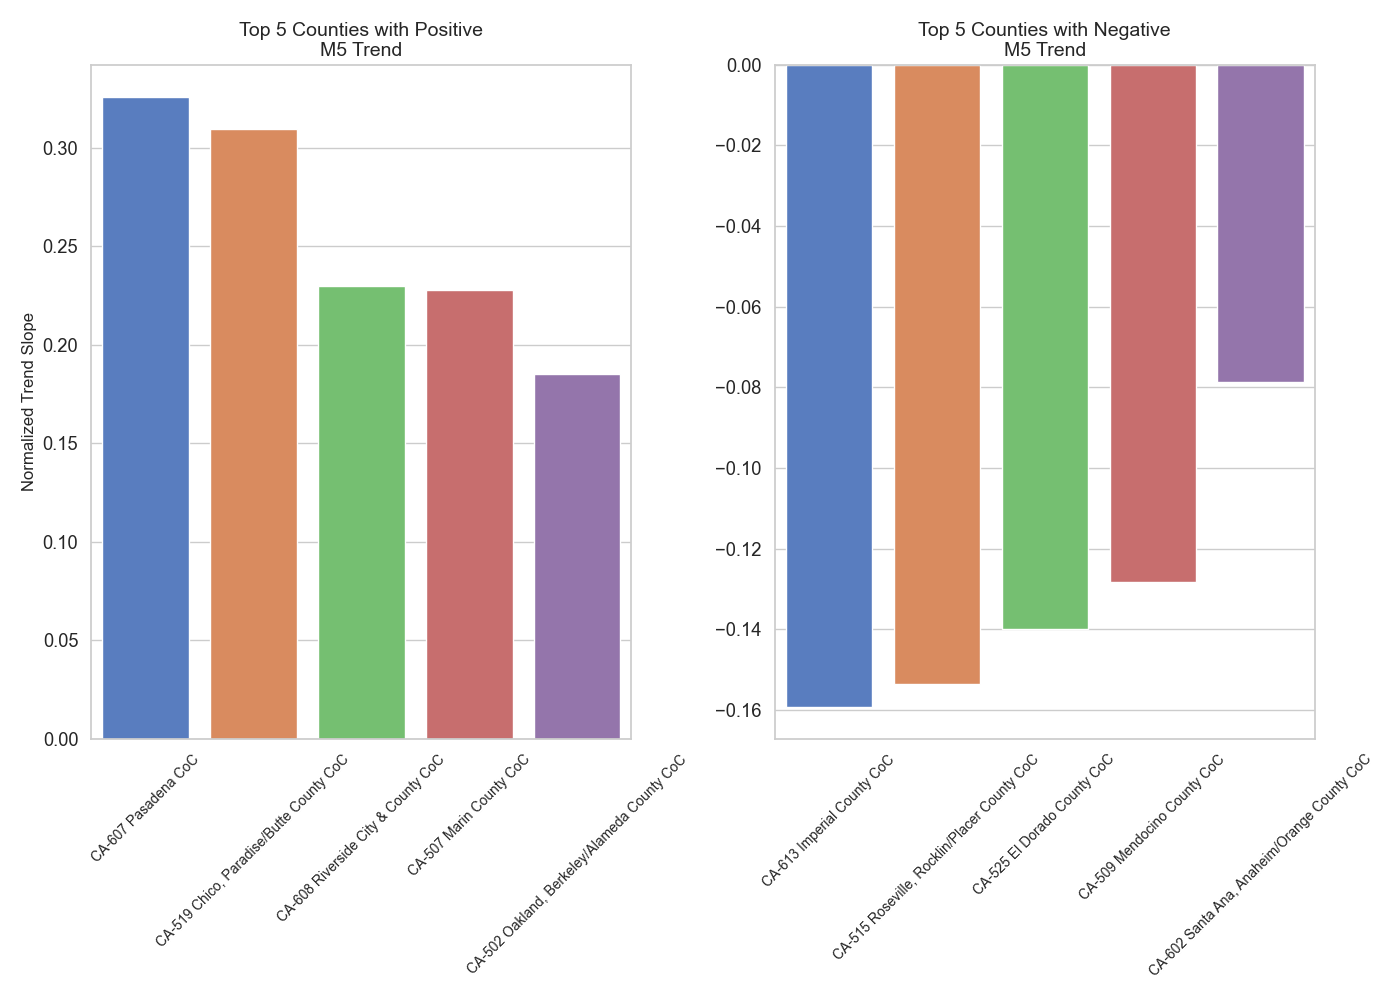 Top 5 Counties with Positive
M5 Trend
Normalized Trend Slope
0.30
0.25
0.20
0.15
0.10
0.05
0.00
CA-607 Pasadena CoC
CA-519 Chico, Paradise/Butte County CoC
CA-608 Riverside City & County CoC
CA-507 Marin County CoC
CA-502 Oakland, Berkeley/Alameda County CoC
Top 5 Counties with Negative
M5 Trend
0.00
−0.02
−0.04
−0.06
−0.08
−0.10
−0.12
−0.14
−0.16
CA-613 Imperial County CoC
CA-515 Roseville, Rocklin/Placer County CoC
CA-525 El Dorado County CoC
CA-509 Mendocino County CoC
CA-602 Santa Ana, Anaheim/Orange County CoC